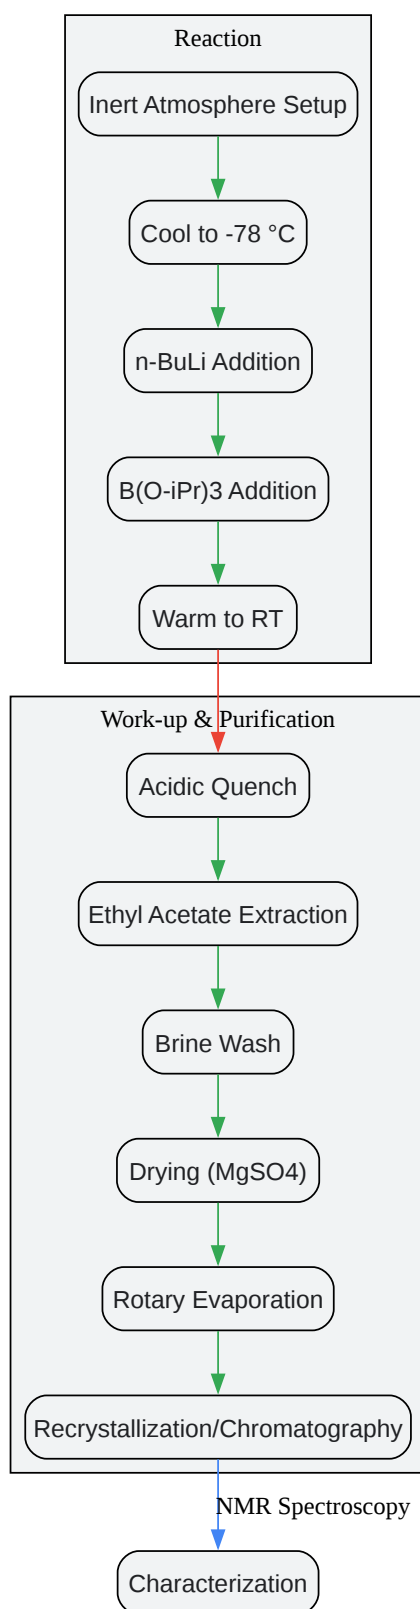 Reaction
Inert Atmosphere Setup
Cool to -78 °C
n-BuLi Addition
B(O-iPr)3 Addition
Warm to RT
Work-up & Purification
Acidic Quench
Ethyl Acetate Extraction
Brine Wash
Drying (MgSO4)
Rotary Evaporation
Recrystallization/Chromatography
NMR Spectroscopy
Characterization